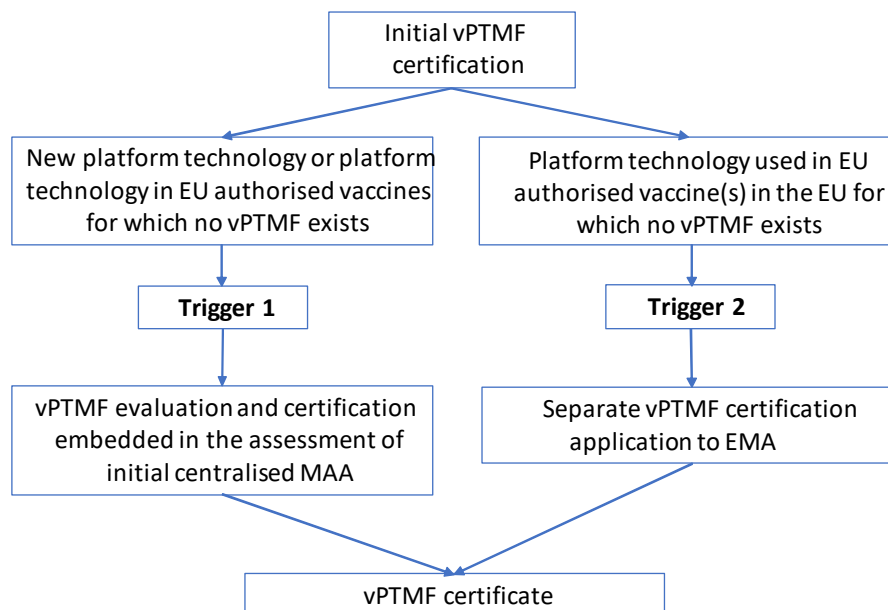 Initial vPTMF
certification
New platform technology or platform
technology in EU authorised vaccines
for which no vPTMF exists
Platform technology used in EU
authorised vaccine(s) in the EU for
which no vPTMF exists
Trigger 1
Trigger 2
vPTMF evaluation and certification
embedded in the assessment of
initial centralised MAA
Separate vPTMF certification
application to EMA
vPTMF certificate